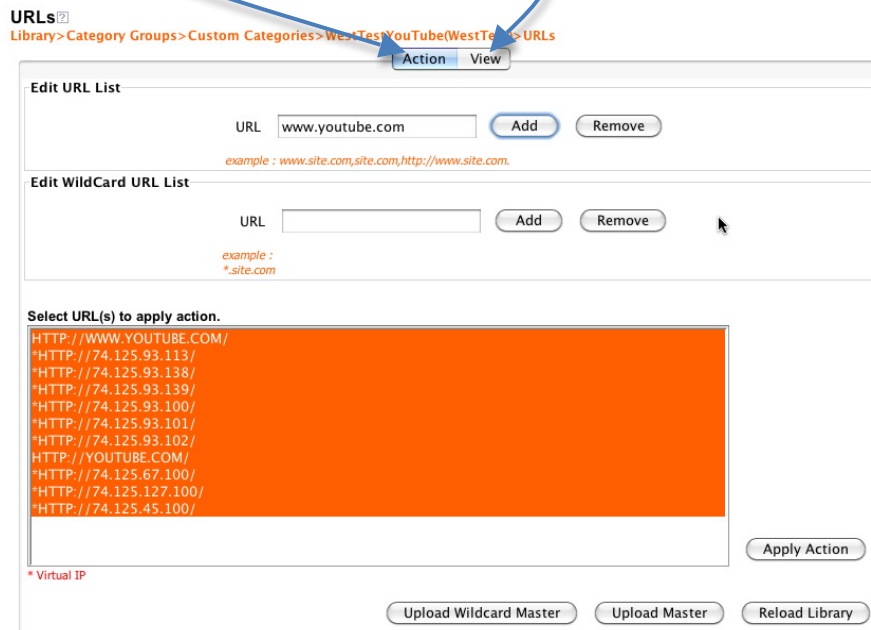 URLs?
Library>Category Groups>Custom Categories>WestTestYouTube(WestTe >URLs
Action View
Edit URL List
URL www.youtube.com Add Remove
example : www.site.com,site.com,http://www.site.com.
Edit WildCard URL List
URL Add Remove
example :
*.site.com
Select URL(s) to apply action.
HTTP://WWW.YOUTUBE.COM/
*HTTP://74.125.93.113/
*HTTP://74.125.93.138/
*HTTP://74.125.93.139/
*HTTP://74.125.93.100/
*HTTP://74.125.93.101/
*HTTP://74.125.93.102/
HTTP://YOUTUBE.COM/
*HTTP://74.125.67.100/
*HTTP://74.125.127.100/
*HTTP://74.125.45.100/
Apply Action
* Virtual IP
Upload Wildcard Master Upload Master Reload Library